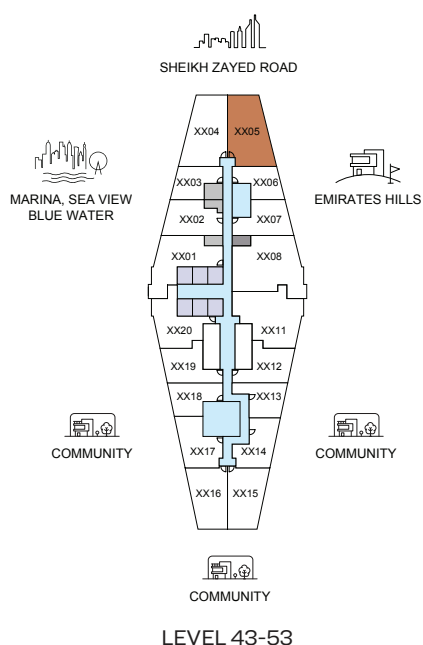 SHEIKH ZAYED ROAD
XX04
XX05
MARINA, SEA VIEW
BLUE WATER
EMIRATES HILLS
XX03
XX06
XX02
XX07
XX01
XX08
XX20
XX11
XX19
XX12
XX18
XX13
COMMUNITY
COMMUNITY
XX17
XX14
XX16
XX15
COMMUNITY
LEVEL 43-53